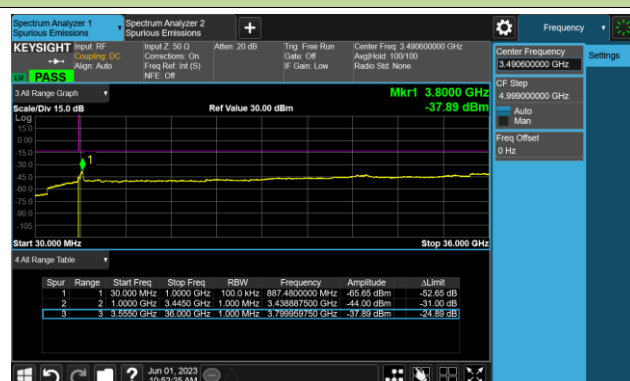 Spectrum Analyzer 1
Spurious Emissions
Spectrum Analyzer 2
Spurious Emissions
+
Frequency
KEYSIGHT
Input: RF
Coupling: DC
Align: Auto
Input Z: 50 Ω
Corrections: On
Freq Ref: Int (S)
NFE: Off
Atten: 20 dB
Trig: Free Run
Gate: Off
IF Gain: Low
Center Freq: 3.490600000 GHz
Avg|Hold: 100/100
Radio Std: None
PASS
Center Frequency
3.490600000 GHz
Settings
CF Step
4.999000000 GHz
Auto
Man
Freq Offset
0 Hz
3 All Range Graph
Mkr1 3.8000 GHz
Scale/Div 15.0 dB
Ref Value 30.00 dBm
-37.89 dBm
Log
15.0
0.00
-15.0
-30.0
-45.0
-60.0
-75.0
-90.0
-105
1
Start 30.000 MHz
Stop 36.000 GHz
4 All Range Table
Spur Range Start Freq Stop Freq RBW Frequency Amplitude ΔLimit
1 1 30.000 MHz 1.0000 GHz 100.0 kHz 887.4800000 MHz -65.65 dBm -52.65 dB
2 2 1.0000 GHz 3.4450 GHz 1.000 MHz 3.438887500 GHz -44.00 dBm -31.00 dB
3 3 3.5550 GHz 36.000 GHz 1.000 MHz 3.799959750 GHz -37.89 dBm -24.89 dB
?
Jun 01, 2023
10:52:25 AM